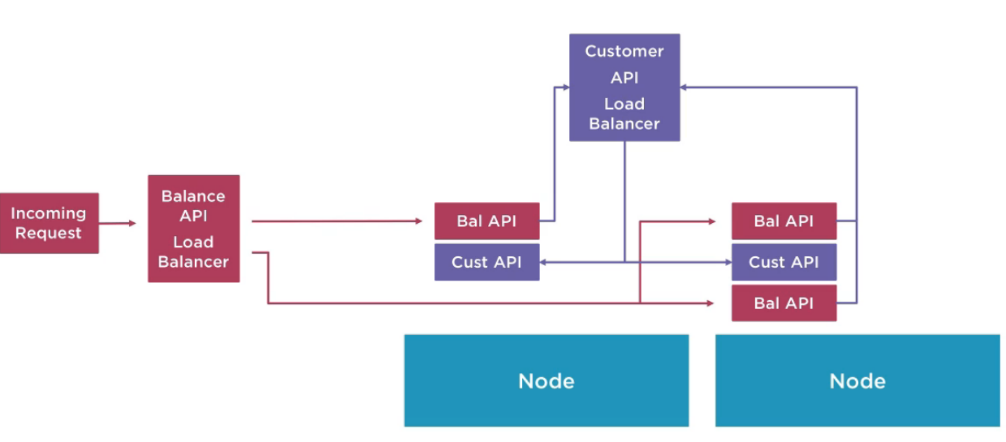 Customer
API
Load
Balancer
Incoming
Request
Balance
API
Load
Balancer
Bal API
Cust API
Bal API
Cust API
Bal API
Node
Node